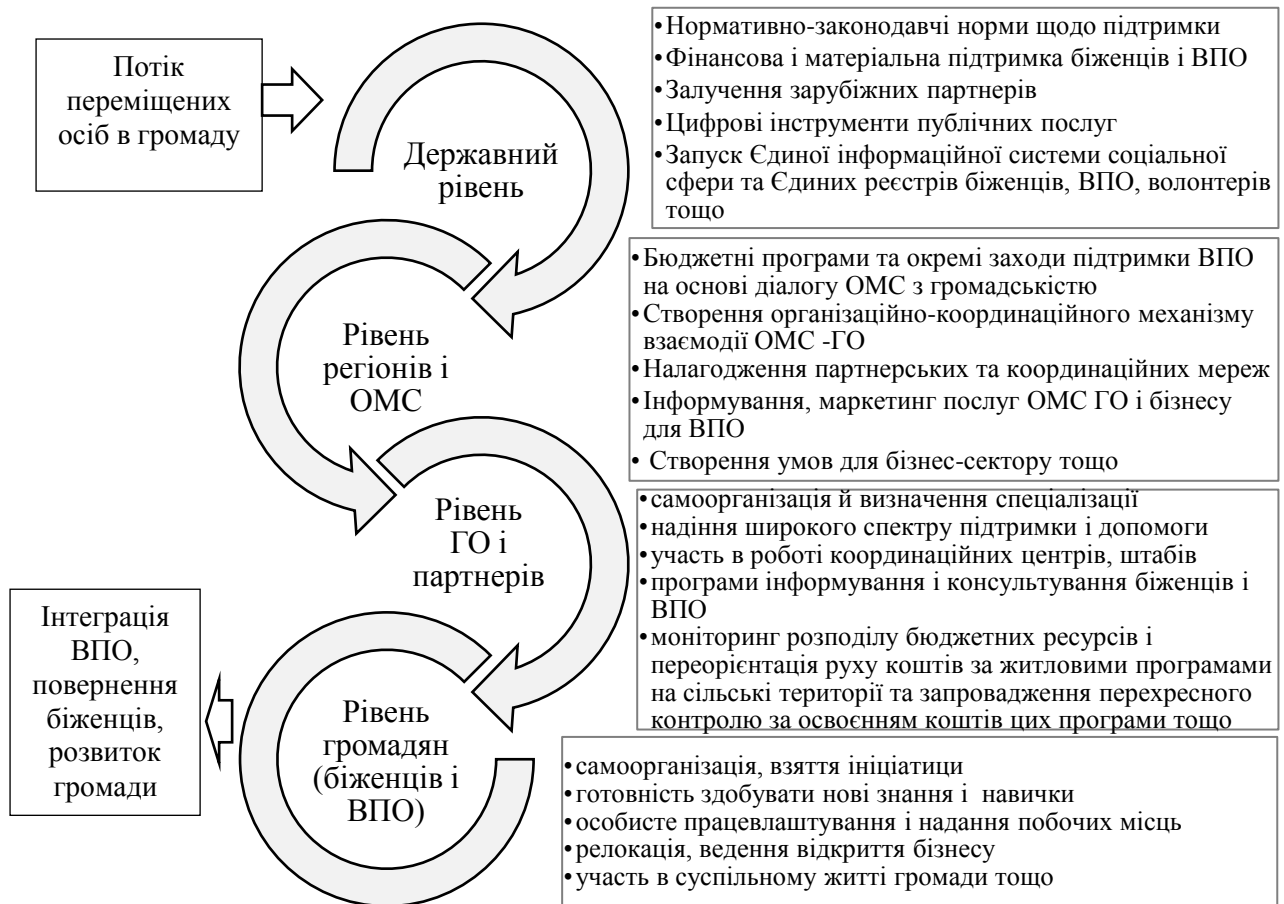 Потік
переміщених
осіб в громаду
Державний
рівень
•Нормативно-законодавчі норми щодо підтримки
•Фінансова і матеріальна підтримка біженців і ВПО
•Залучення зарубіжних партнерів
•Цифрові інструменти публічних послуг
•Запуск Єдиної інформаційної системи соціальної
сфери та Єдиних реєстрів біженців, ВПО, волонтерів
тощо
Рівень
регіонів і
ОМС
•Бюджетні програми та окремі заходи підтримки ВПО
на основі діалогу ОМС з громадськістю
•Створення організаційно-координаційного механізму
взаємодії ОМС -ГО
•Налагодження партнерських та координаційних мереж
•Інформування, маркетинг послуг ОМС ГО і бізнесу
для ВПО
• Створення умов для бізнес-сектору тощо
Рівень
ГО і
партнерів
•самоорганізація й визначення спеціалізації
•надіння широкого спектру підтримки і допомоги
•участь в роботі координаційних центрів, штабів
•програми інформування і консультування біженців і
ВПО
•моніторинг розподілу бюджетних ресурсів і
переорієнтація руху коштів за житловими програмами
на сільські території та запровадження перехресного
контролю за освоєнням коштів цих програми тощо
Рівень
громадян
(біженців і
ВПО)
•самоорганізація, взяття ініціатици
•готовність здобувати нові знання і навички
•особисте працевлаштування і надання побочих місць
•релокація, ведення відкриття бізнесу
•участь в суспільному житті громади тощо
Інтеграція
ВПО,
повернення
біженців,
розвиток
громади